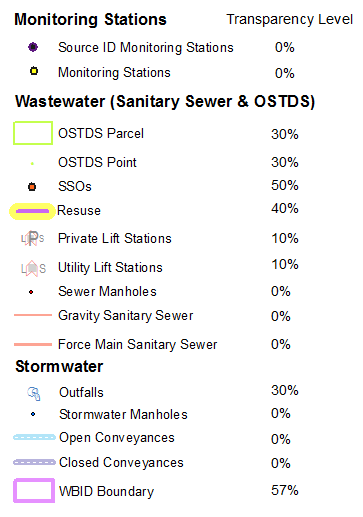 Monitoring Stations Transparency Level
Source ID Monitoring Stations 0%
Monitoring Stations 0%
Wastewater (Sanitary Sewer & OSTDS)
OSTDS Parcel 30%
OSTDS Point 30%
SSOs 50%
Resuse 40%
LPS Private Lift Stations 10%
LMS Utility Lift Stations 10%
Sewer Manholes 0%
Gravity Sanitary Sewer 0%
Force Main Sanitary Sewer 0%
Stormwater
Outfalls 30%
Stormwater Manholes 0%
Open Conveyances 0%
Closed Conveyances 0%
WBID Boundary 57%